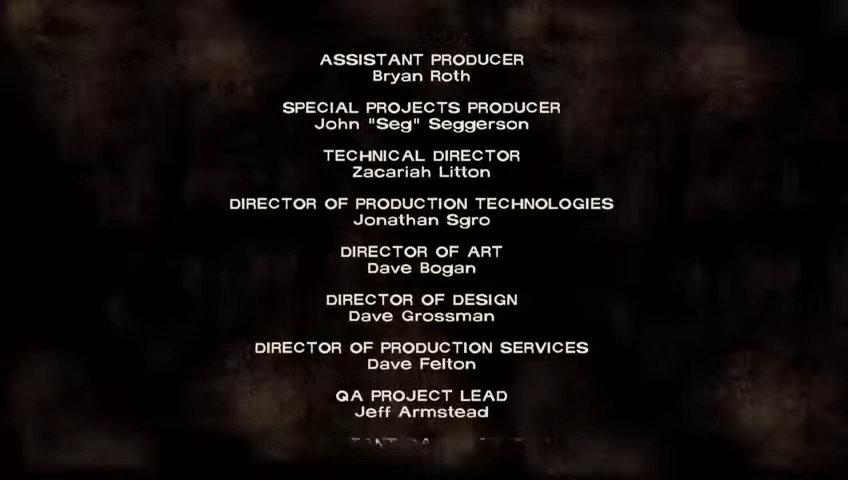 ASSISTANT PRODUCER
Bryan Roth
SPECIAL PROJECTS PRODUCER
John "Seg" Seggerson
TECHNICAL DIRECTOR
Zacariah Litton
DIRECTOR OF PRODUCTION TECHNOLOGIES
Jonathan Sgro
DIRECTOR OF ART
Dave Bogan
DIRECTOR OF DESIGN
Dave Grossman
DIRECTOR OF PRODUCTION SERVICES
Dave Felton
QA PROJECT LEAD
Jeff Armstead